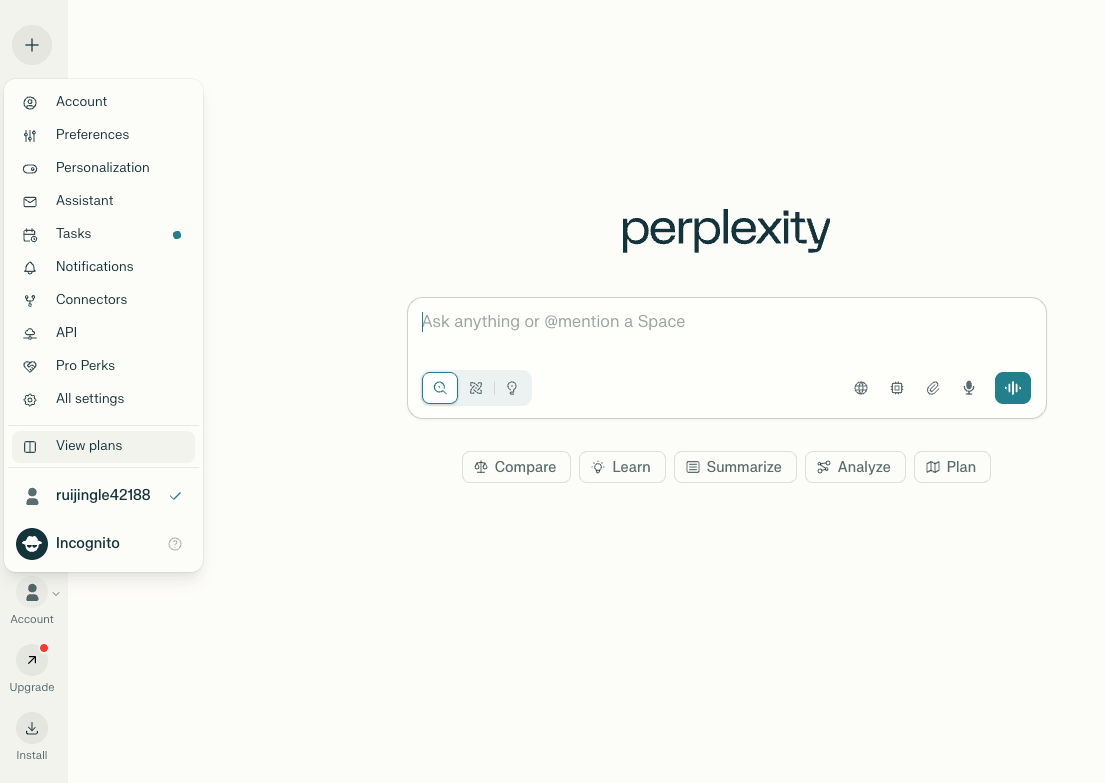 Account
Preferences
Personalization
Assistant
Tasks
Notifications
Connectors
API
Pro Perks
All settings
View plans
ruijingle42188
Incognito
Account
Upgrade
Install
perplexity
Ask anything or @mention a Space
Compare Learn Summarize Analyze Plan